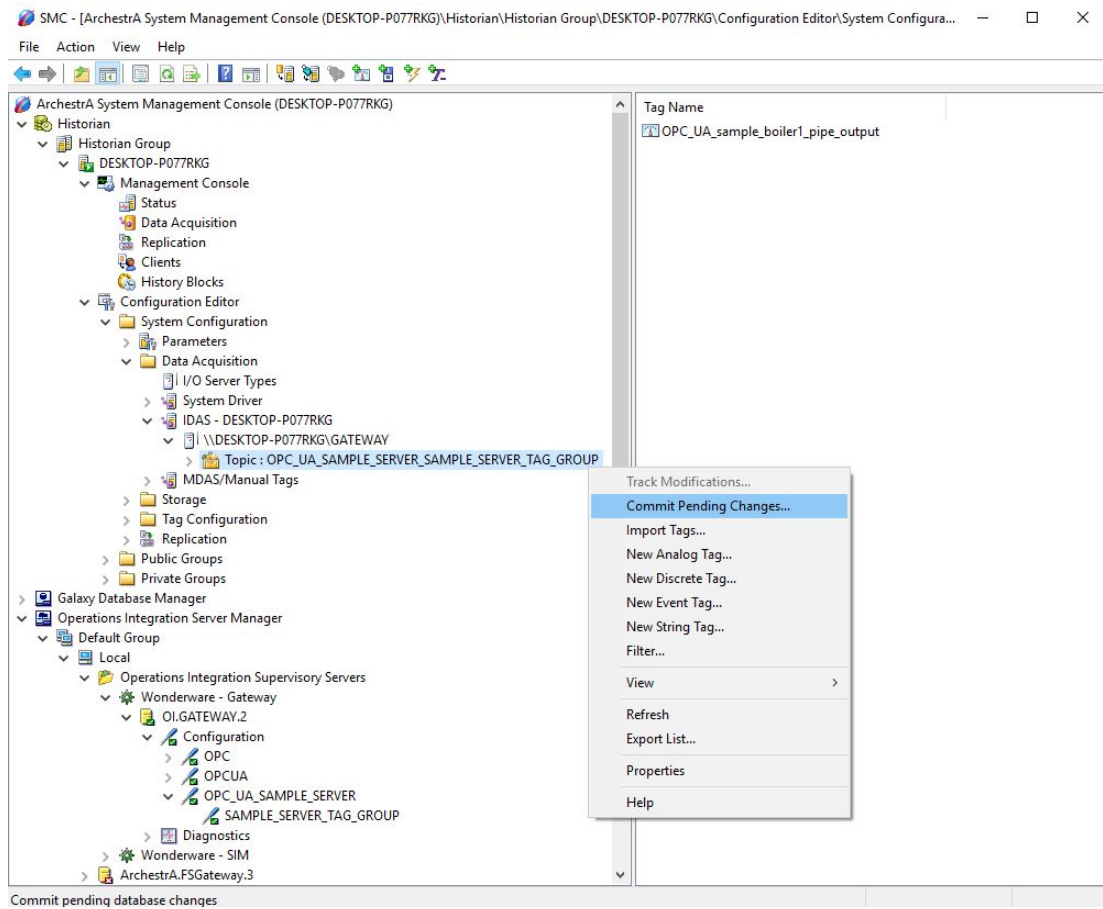 SMC - [ArchestrA System Management Console (DESKTOP-P077RKG)\Historian\Historian Group\DESKTOP-P077RKG\Configuration Editor\System Configura...
File Action View Help
ArchestrA System Management Console (DESKTOP-P077RKG)
Historian
Historian Group
DESKTOP-P077RKG
Management Console
Status
Data Acquisition
Replication
Clients
History Blocks
Configuration Editor
System Configuration
Parameters
Data Acquisition
I/O Server Types
System Driver
IDAS - DESKTOP-P077RKG
\\DESKTOP-P077RKG\GATEWAY
Topic : OPC_UA_SAMPLE_SERVER_SAMPLE_SERVER_TAG_GROUP
MDAS/Manual Tags
Storage
Tag Configuration
Replication
Public Groups
Private Groups
Galaxy Database Manager
Operations Integration Server Manager
Default Group
Local
Operations Integration Supervisory Servers
Wonderware - Gateway
OI.GATEWAY.2
Configuration
OPC
OPCUA
OPC_UA_SAMPLE_SERVER
SAMPLE_SERVER_TAG_GROUP
Diagnostics
Wonderware - SIM
ArchestrA.FSGateway.3
Tag Name
OPC_UA_sample_boiler1_pipe_output
Track Modifications...
Commit Pending Changes...
Import Tags...
New Analog Tag...
New Discrete Tag...
New Event Tag...
New String Tag...
Filter...
View
Refresh
Export List...
Properties
Help
Commit pending database changes